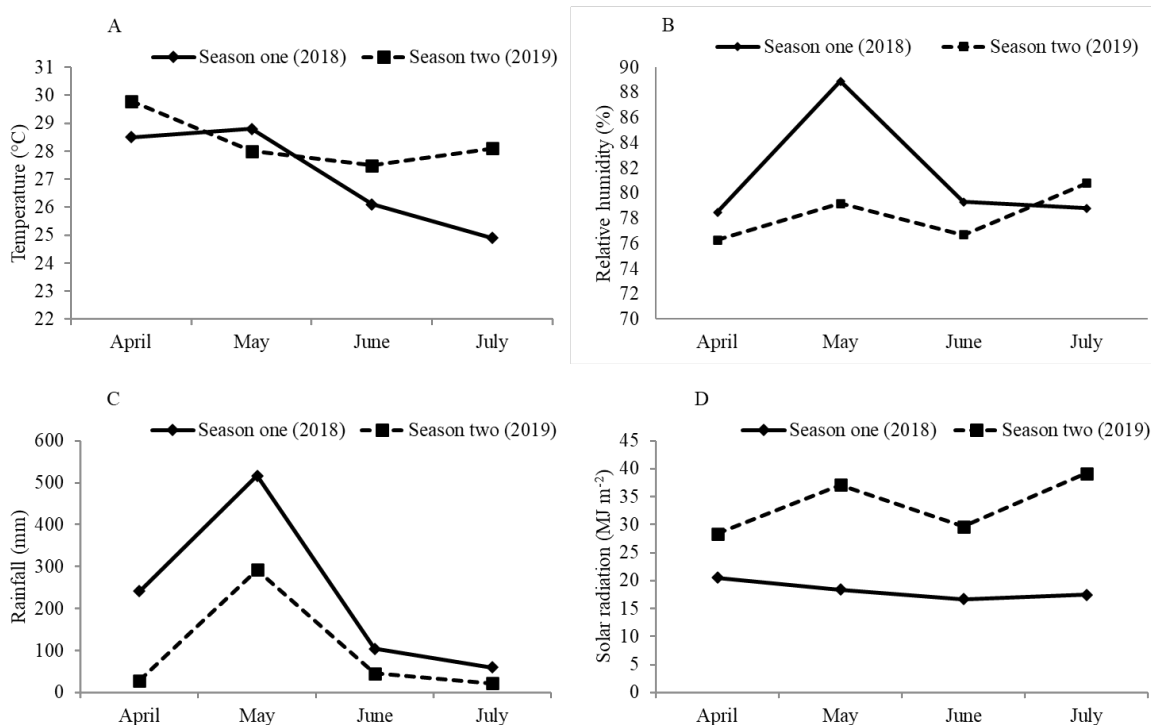 A
Season one (2018) Season two (2019)
31
30
29
28
27
26
25
24
23
22
Temperature (°C)
April May June July
B
Season one (2018) Season two (2019)
90
88
86
84
82
80
78
76
74
72
70
Relative humidity (%)
April May June July
C
Season one (2018) Season two (2019)
600
500
400
300
200
100
0
Rainfall (mm)
April May June July
D
Season one (2018) Season two (2019)
45
40
35
30
25
20
15
10
5
0
Solar radiation (MJ m⁻²)
April May June July